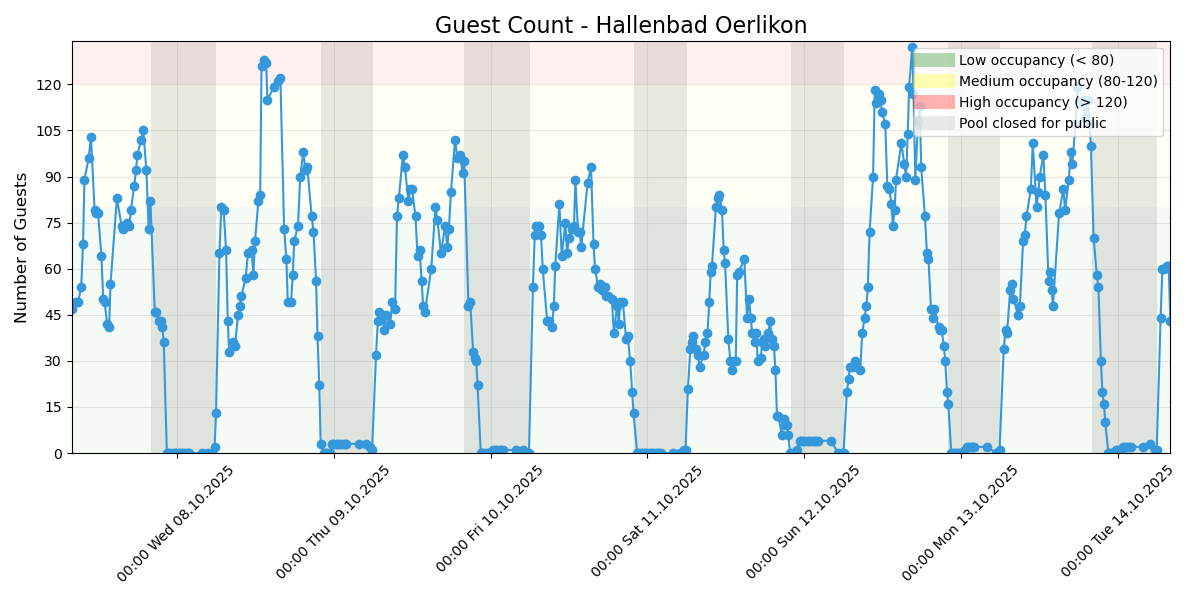 Guest Count - Hallenbad Oerlikon
Low occupancy (< 80)
Medium occupancy (80-120)
High occupancy (> 120)
Pool closed for public
Number of Guests
120
105
90
75
60
45
30
15
0
00:00 Wed 08.10.2025
00:00 Thu 09.10.2025
00:00 Fri 10.10.2025
00:00 Sat 11.10.2025
00:00 Sun 12.10.2025
00:00 Mon 13.10.2025
00:00 Tue 14.10.2025